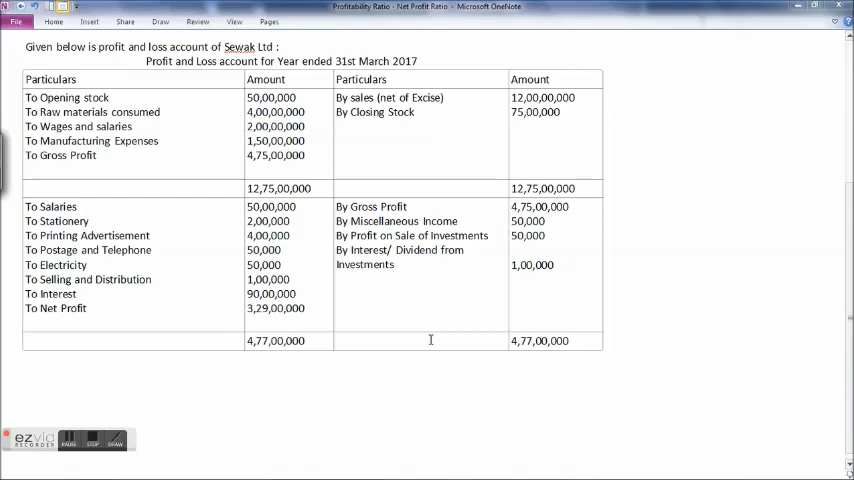 Profitability Ratio - Net Profit Ratio - Microsoft OneNote
File Home Insert Share Draw Review View Pages
Given below is profit and loss account of Sewak Ltd :
Profit and Loss account for Year ended 31st March 2017
Particulars Amount Particulars Amount
To Opening stock 50,00,000 By sales (net of Excise) 12,00,00,000
To Raw materials consumed 4,00,00,000 By Closing Stock 75,00,000
To Wages and salaries 2,00,00,000
To Manufacturing Expenses 1,50,00,000
To Gross Profit 4,75,00,000
12,75,00,000 12,75,00,000
To Salaries 50,00,000 By Gross Profit 4,75,00,000
To Stationery 2,00,000 By Miscellaneous Income 50,000
To Printing Advertisement 4,00,000 By Profit on Sale of Investments 50,000
To Postage and Telephone 50,000 By Interest/ Dividend from
To Electricity 50,000 Investments 1,00,000
To Selling and Distribution 1,00,000
To Interest 90,00,000
To Net Profit 3,29,00,000
4,77,00,000 4,77,00,000
ezvid
RECORDER PAUSE STOP DRAW